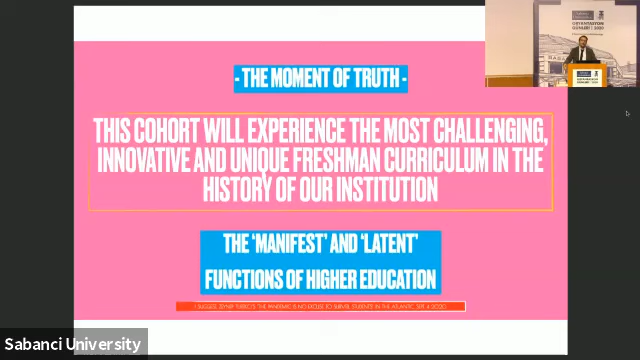 - THE MOMENT OF TRUTH -
THIS COHORT WILL EXPERIENCE THE MOST CHALLENGING,
INNOVATIVE AND UNIQUE FRESHMAN CURRICULUM IN THE
HISTORY OF OUR INSTITUTION
THE ‘MANIFEST’ AND ‘LATENT’
FUNCTIONS OF HIGHER EDUCATION
Sabanci University